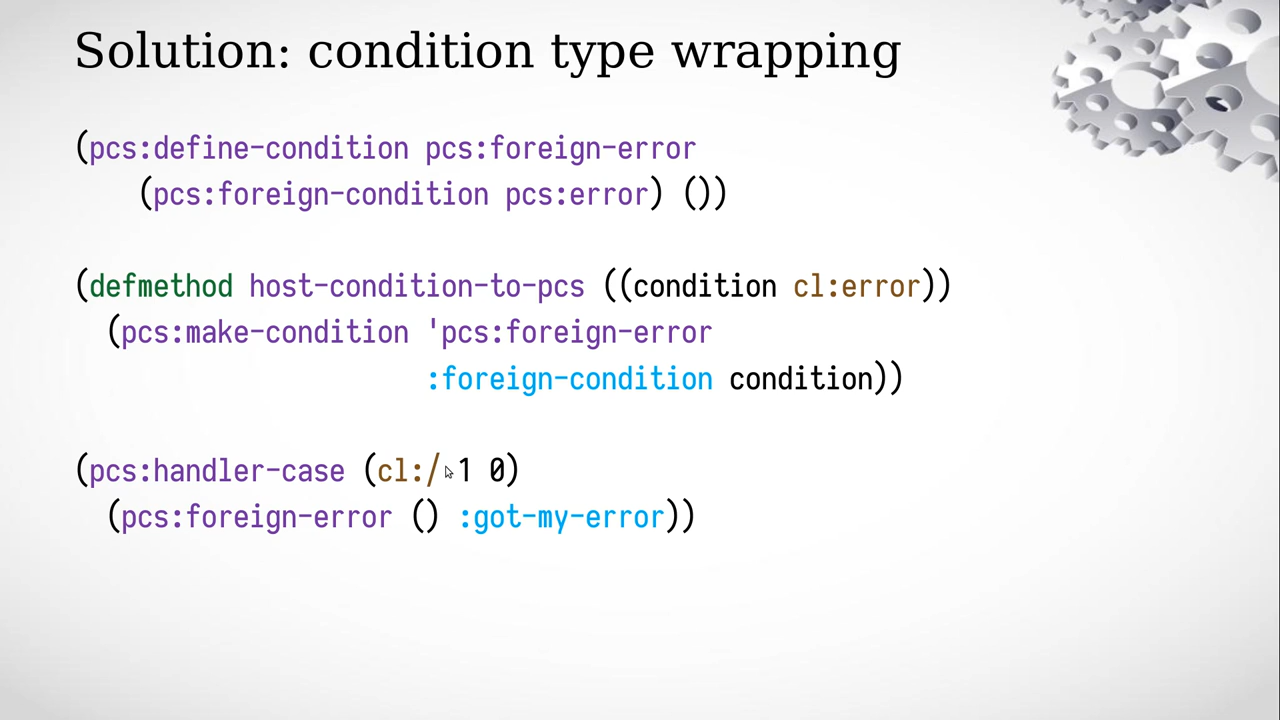 Solution: condition type wrapping
(pcs:define-condition pcs:foreign-error
(pcs:foreign-condition pcs:error) ())
(defmethod host-condition-to-pcs ((condition cl:error))
(pcs:make-condition 'pcs:foreign-error
:foreign-condition condition))
(pcs:handler-case (cl:/ 1 0)
(pcs:foreign-error () :got-my-error))